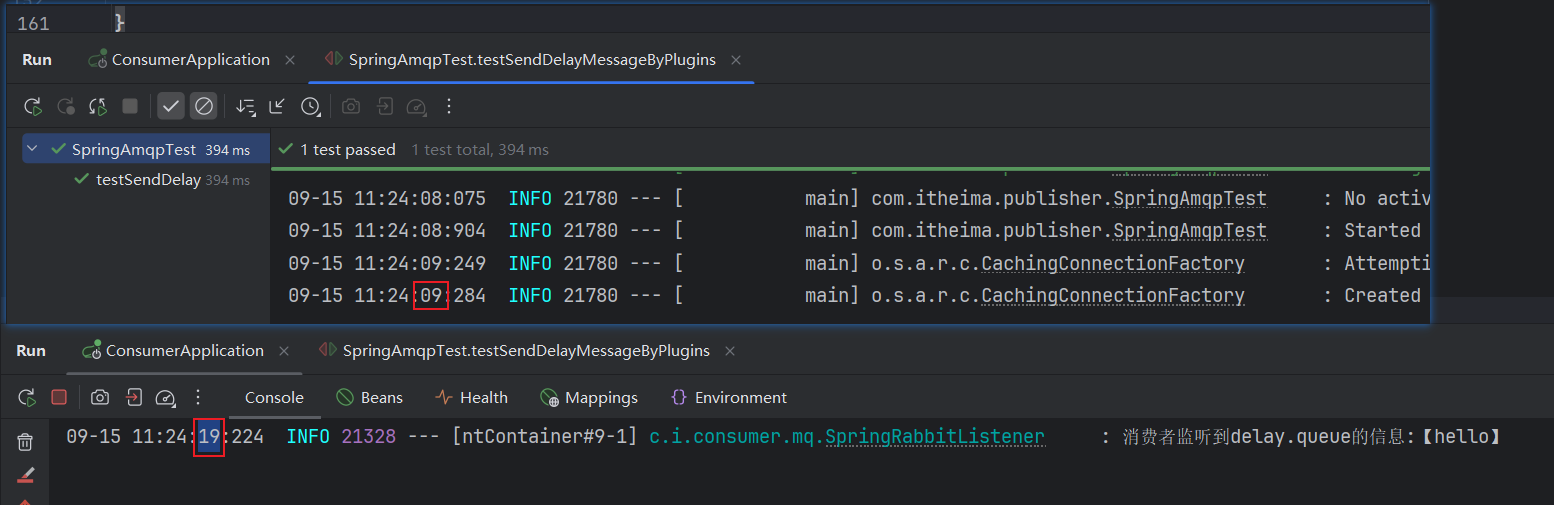 161 }
Run ConsumerApplication × SpringAmqpTest.testSendDelayMessageByPlugins ×
SpringAmqpTest 394 ms 1 test passed 1 test total, 394 ms
testSendDelay 394 ms
09-15 11:24:08:075 INFO 21780 --- [ main] com.itheima.publisher.SpringAmqpTest : No activ
09-15 11:24:08:904 INFO 21780 --- [ main] com.itheima.publisher.SpringAmqpTest : Started
09-15 11:24:09:249 INFO 21780 --- [ main] o.s.a.r.c.CachingConnectionFactory : Attempti
09-15 11:24:09:284 INFO 21780 --- [ main] o.s.a.r.c.CachingConnectionFactory : Created
Run ConsumerApplication × SpringAmqpTest.testSendDelayMessageByPlugins ×
Console Beans Health Mappings Environment
09-15 11:24:19:224 INFO 21328 --- [ntContainer#9-1] c.i.consumer.mq.SpringRabbitListener : 消费者监听到delay.queue的信息:【hello】